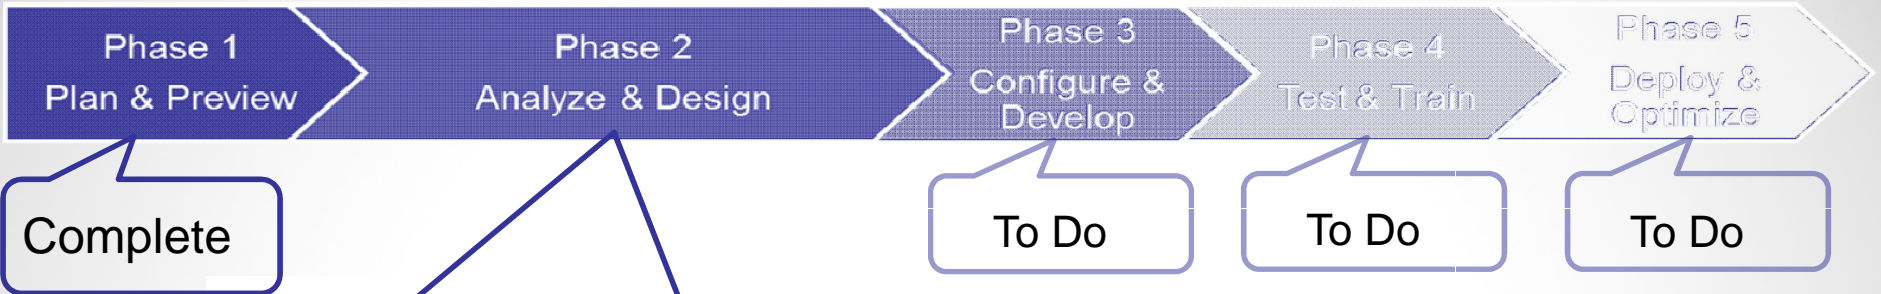 Phase 1
Plan & Preview
Phase 2
Analyze & Design
Phase 3
Configure &
Develop
Phase 4
Test & Train
Phase 5
Deploy &
Optimize
Complete
To Do
To Do
To Do